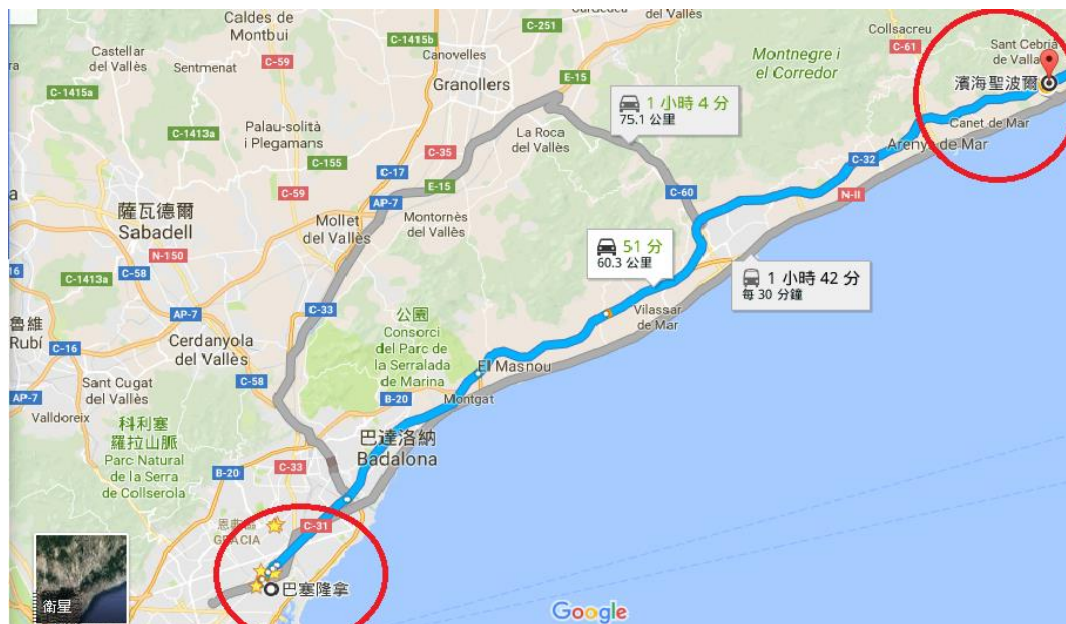 Caldes de
Montbui
C-1415b
C-251
del Vallès
Collsacreu
C-61
Castellar
del Vallès
Sentmenat
C-59
Canovelles
Granollers
E-15
Montnegre i
el Corredor
Sant Cebrià
de Valla
濱海聖波爾
C-1415a
1 小時 4 分
75.1 公里
C-1413a
Palau-solità
i Plegamans
C-155
C-35
La Roca
del Vallès
Canet de Mar
Arenys de Mar
C-17
C-32
C-59
E-15
C-60
N-II
AP-7
a
薩瓦德爾
Sabadell
Mollet
del Vallès
Montornès
del Vallès
N-150
51 分
60.3 公里
C-1413a
C-58
1 小時 42 分
每 30 分鐘
16
AP-7
C-33
魯維
Rubí
公園
Consorci
del Parc de
la Serralada
de Marina
Vilassar
de Mar
C-16
Cerdanyola
del Vallès
El Masnou
Sant Cugat
del Vallès
C-58
AP-7
B-20
Montgat
Valldoreix
科利塞
羅拉山脈
Parc Natural
de la Serra
de Collserola
巴達洛納
Badalona
C-33
B-20
C-31
GRÀCIA
巴塞隆拿
衛星
Google